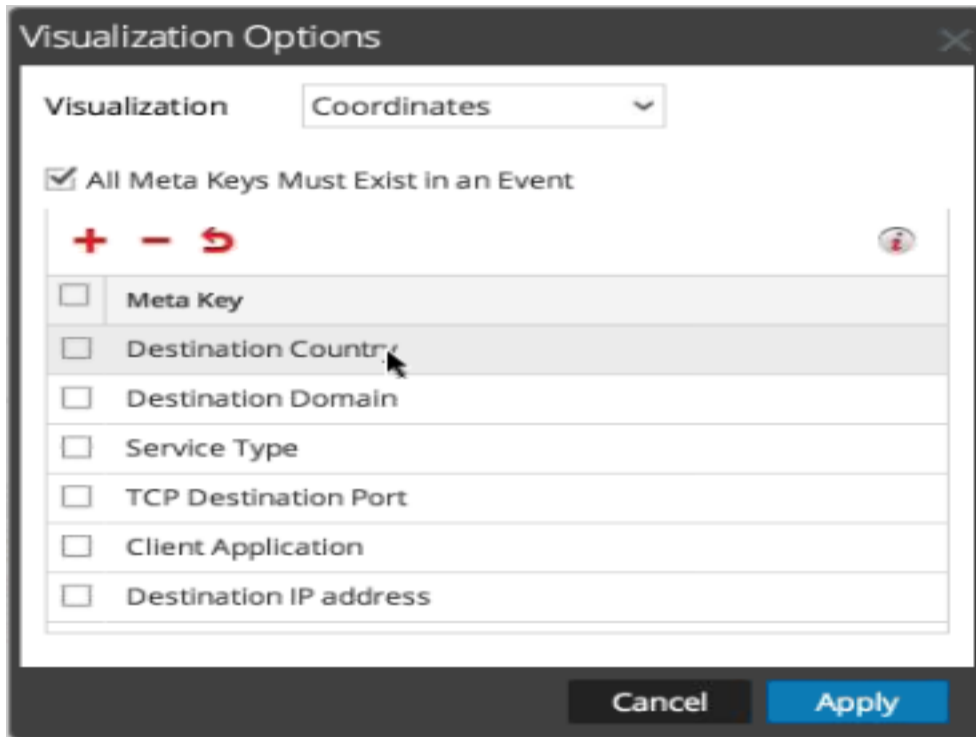 Visualization Options
Visualization Coordinates
All Meta Keys Must Exist in an Event
Meta Key
Destination Country
Destination Domain
Service Type
TCP Destination Port
Client Application
Destination IP address
Cancel Apply